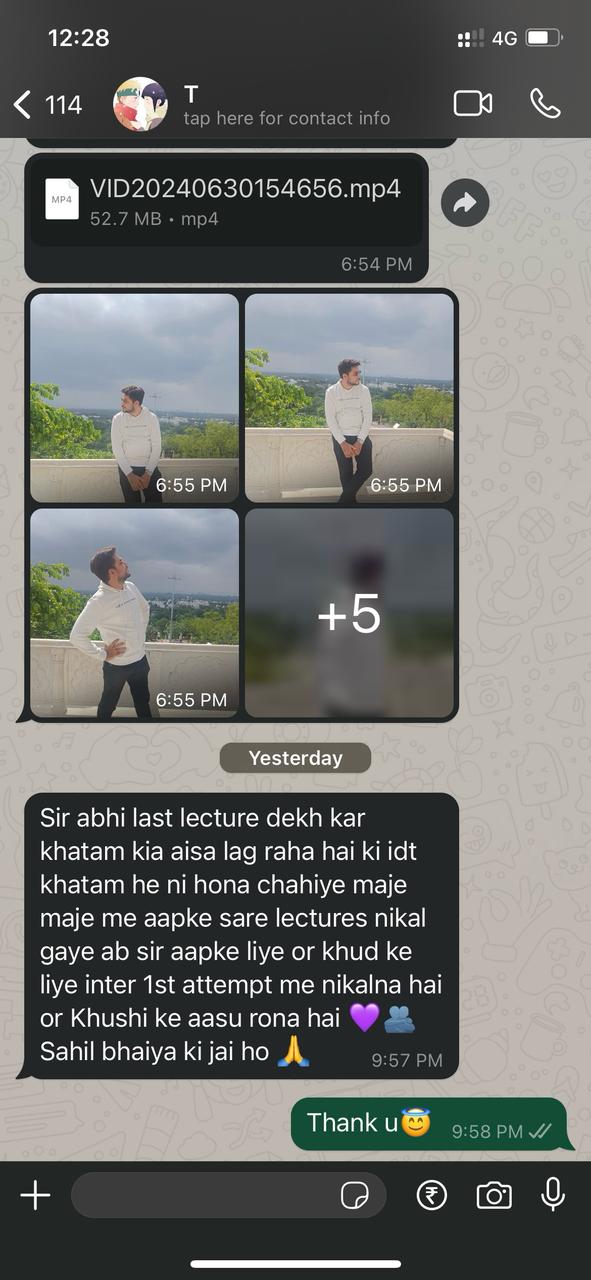 12:28
4G
114
T
tap here for contact info
MP4
VID20240630154656.mp4
52.7 MB • mp4
6:54 PM
6:55 PM
6:55 PM
6:55 PM
+5
Yesterday
Sir abhi last lecture dekh kar
khatam kia aisa lag raha hai ki idt
khatam he ni hona chahiye maje
maje me aapke sare lectures nikal
gaye ab sir aapke liye or khud ke
liye inter 1st attempt me nikalna hai
or Khushi ke aasu rona hai 💜🫂
Sahil bhaiya ki jai ho 🙏
9:57 PM
Thank u😇
9:58 PM
₹